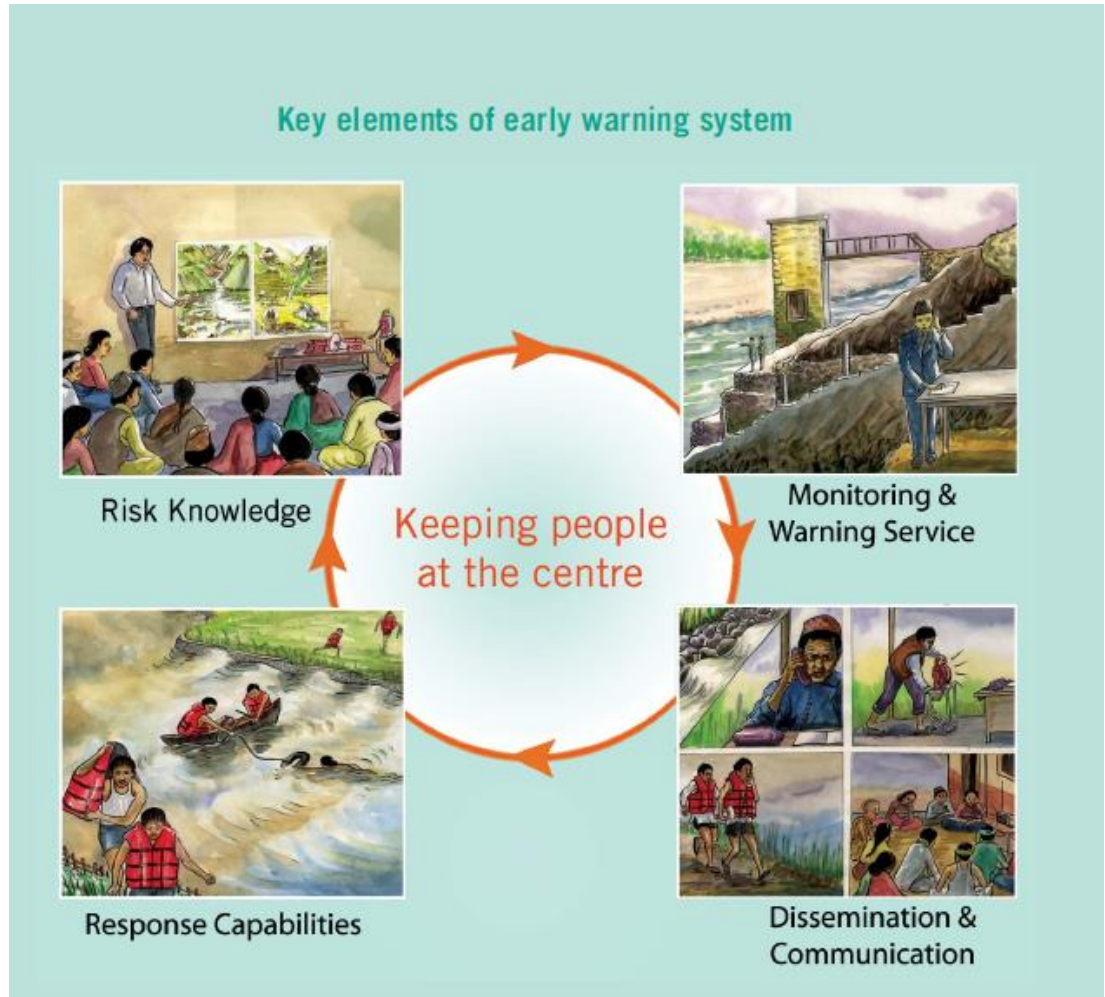 Key elements of early warning system
Risk Knowledge
Monitoring &
Warning Service
Keeping people
at the centre
Response Capabilities
Dissemination &
Communication